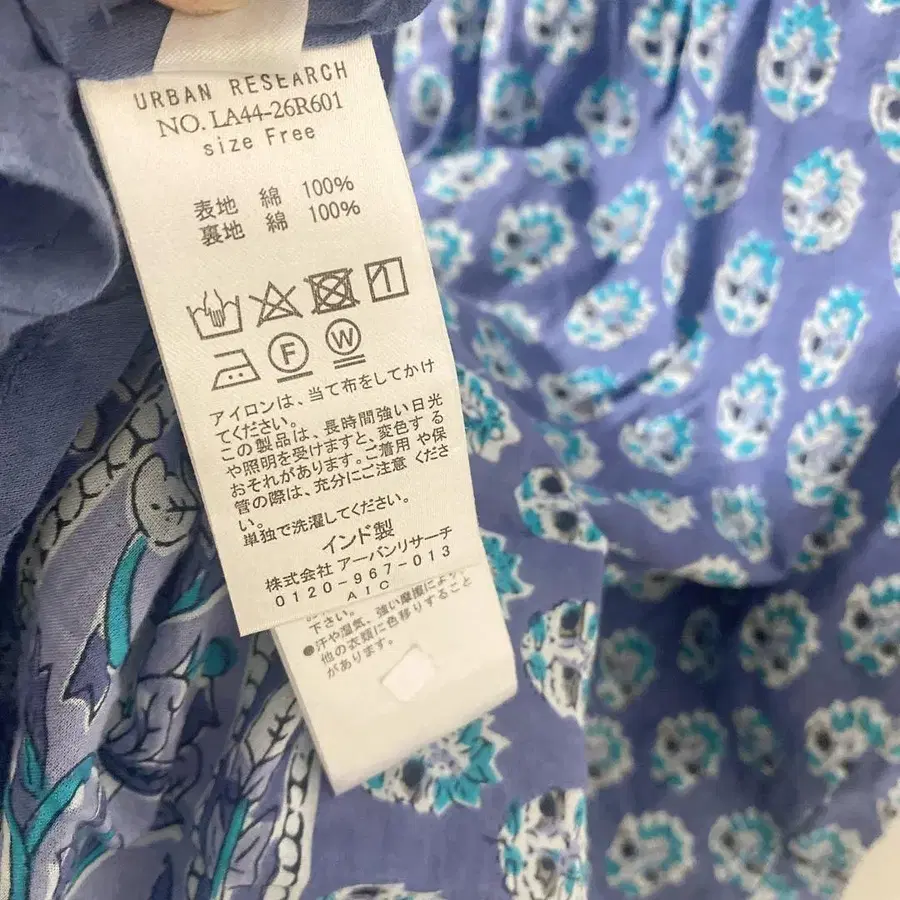 URBAN RESEARCH
NO. LA44-26R601
size Free
表地 綿 100%
裏地 綿 100%
F W
アイロンは、当て布をしてかけ
てください。
この製品は、長時間強い日光
や照明を受けますと、変色する
おそれがあります。ご着用 や保
管の際は、充分にご注意 くださ
い。
単独で洗濯してください。
インド製
株式会社 アーバンリサーチ
0120-967-013
AIC
下さい。
●汗や湿気、強い摩擦により
他の衣類に色移りすること
があります。